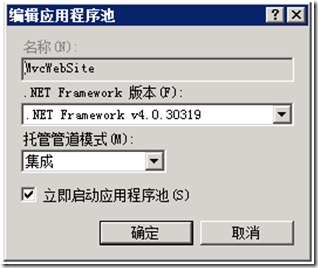 编辑应用程序池
名称(N):
MvcWebSite
.NET Framework 版本(F):
.NET Framework v4.0.30319
托管管道模式(M):
集成
立即启动应用程序池(S)
确定
取消